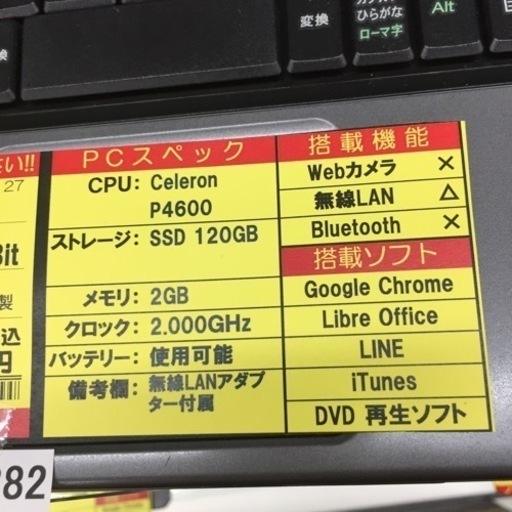 変換
ひらがな
ローマ字
Alt
換
さい!!
27
Bit
製
込
円
PCスペック
CPU: Celeron
P4600
ストレージ: SSD 120GB
メモリ: 2GB
クロック: 2.000GHz
バッテリー: 使用可能
備考欄: 無線LANアダプ
ター付属
搭載機能
Webカメラ ×
無線LAN △
Bluetooth ×
搭載ソフト
Google Chrome
Libre Office
LINE
iTunes
DVD 再生ソフト
382